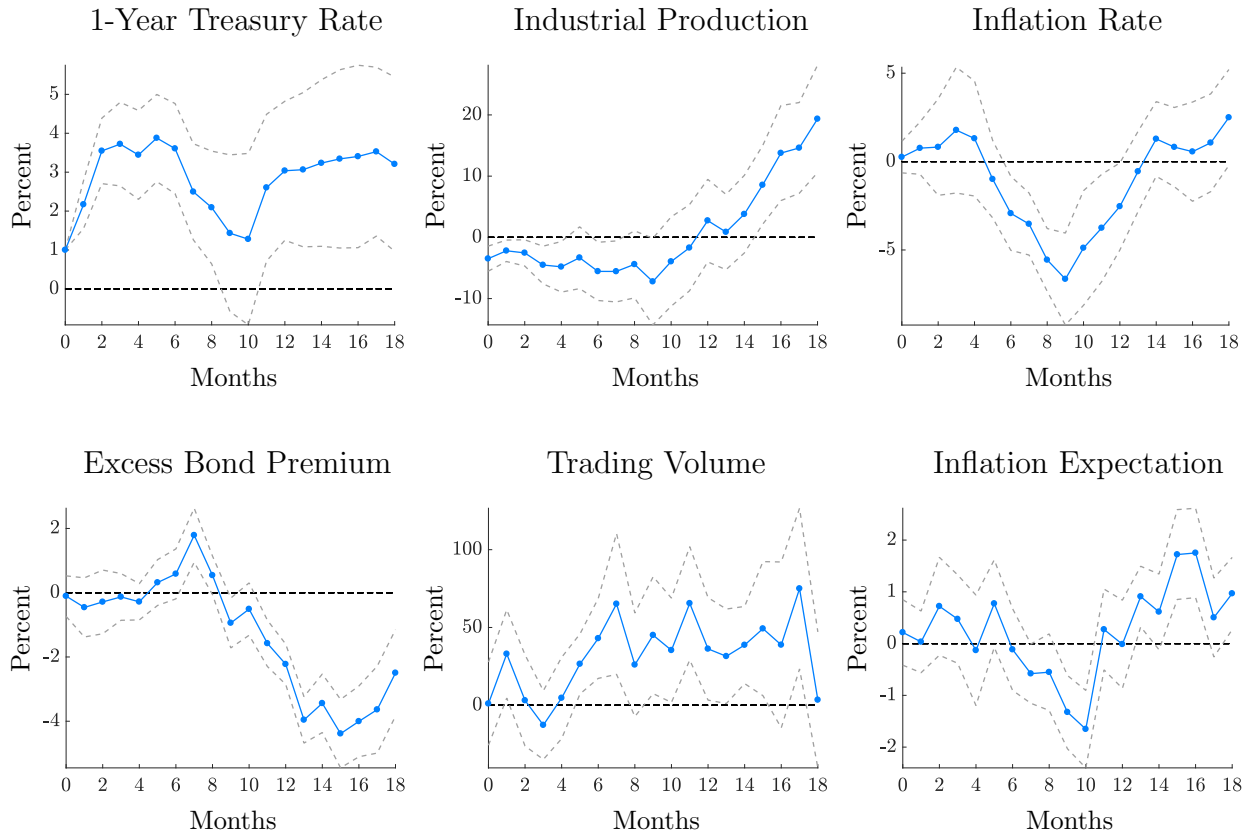 1-Year Treasury Rate
Percent
5
4
3
2
1
0
0 2 4 6 8 10 12 14 16 18
Months
Industrial Production
Percent
20
10
0
-10
0 2 4 6 8 10 12 14 16 18
Months
Inflation Rate
Percent
5
0
-5
0 2 4 6 8 10 12 14 16 18
Months
Excess Bond Premium
Percent
2
0
-2
-4
0 2 4 6 8 10 12 14 16 18
Months
Trading Volume
Percent
100
50
0
0 2 4 6 8 10 12 14 16 18
Months
Inflation Expectation
Percent
2
1
0
-1
-2
0 2 4 6 8 10 12 14 16 18
Months